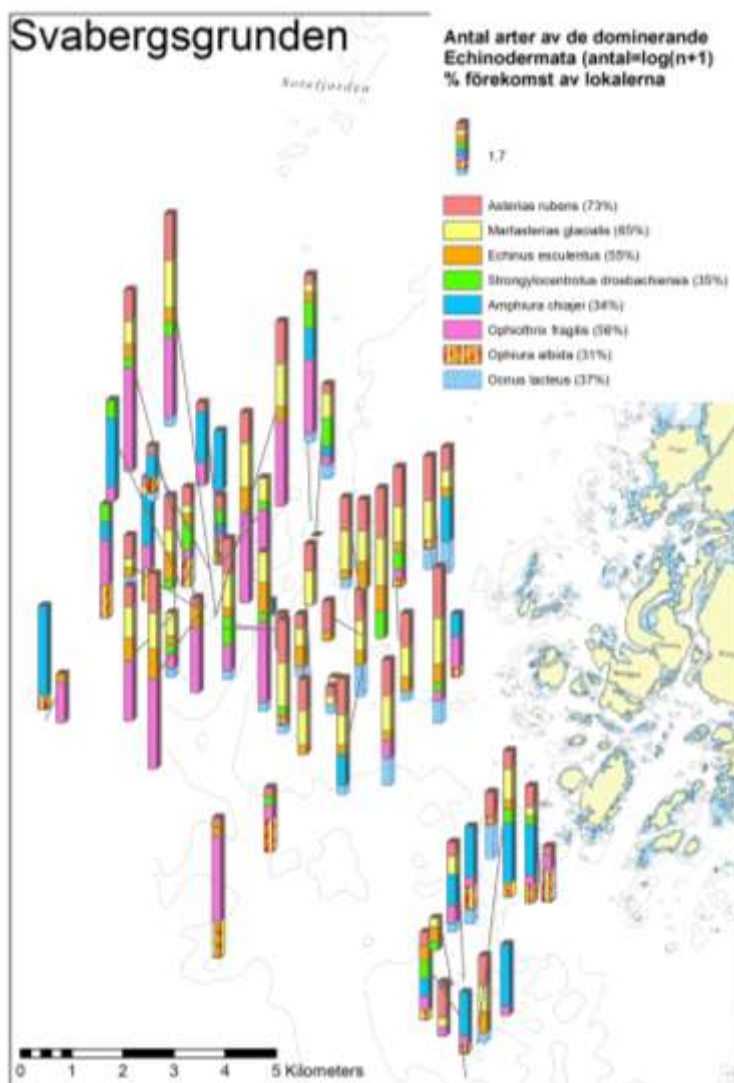 Svabergsgrunden
Sotefjorden
Antal arter av de dominerande
Echinodermata (antal=log(n+1)
% förekomst av lokalerna
1,7
Asterias rubens (73%)
Marfasterias glacialis (65%)
Echinus esculentus (55%)
Strongylocentrotus droebachiensis (35%)
Amphiura chiajei (34%)
Ophiothrix fragilis (56%)
Ophiura albida (31%)
Ocnus lacteus (37%)
0 1 2 3 4 5 Kilometers